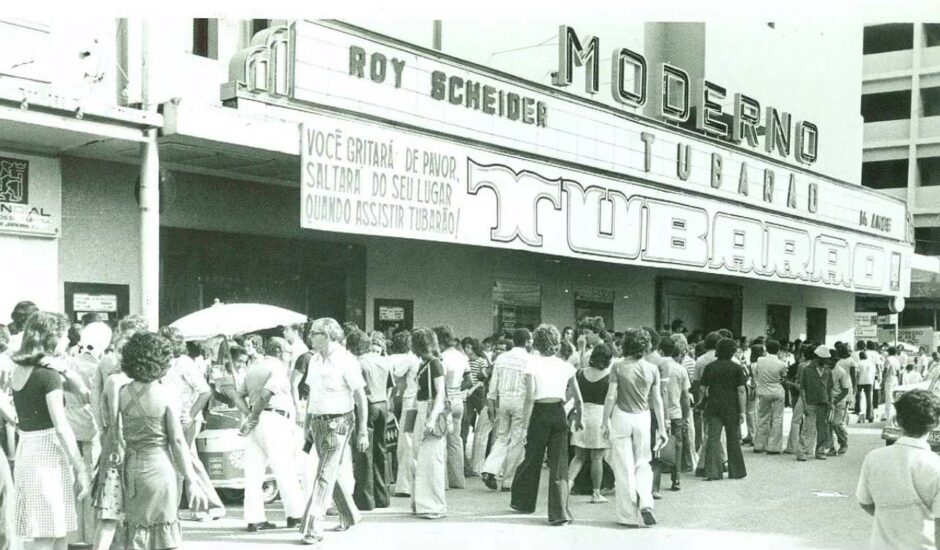 MODERNO
ROY SCHEIDER
TUBARÃO
14 ANOS
VOCÊ GRITARÁ DE PAVOR,
SALTARÁ DO SEU LUGAR
QUANDO ASSISTIR TUBARÃO!
TUBARÃO!